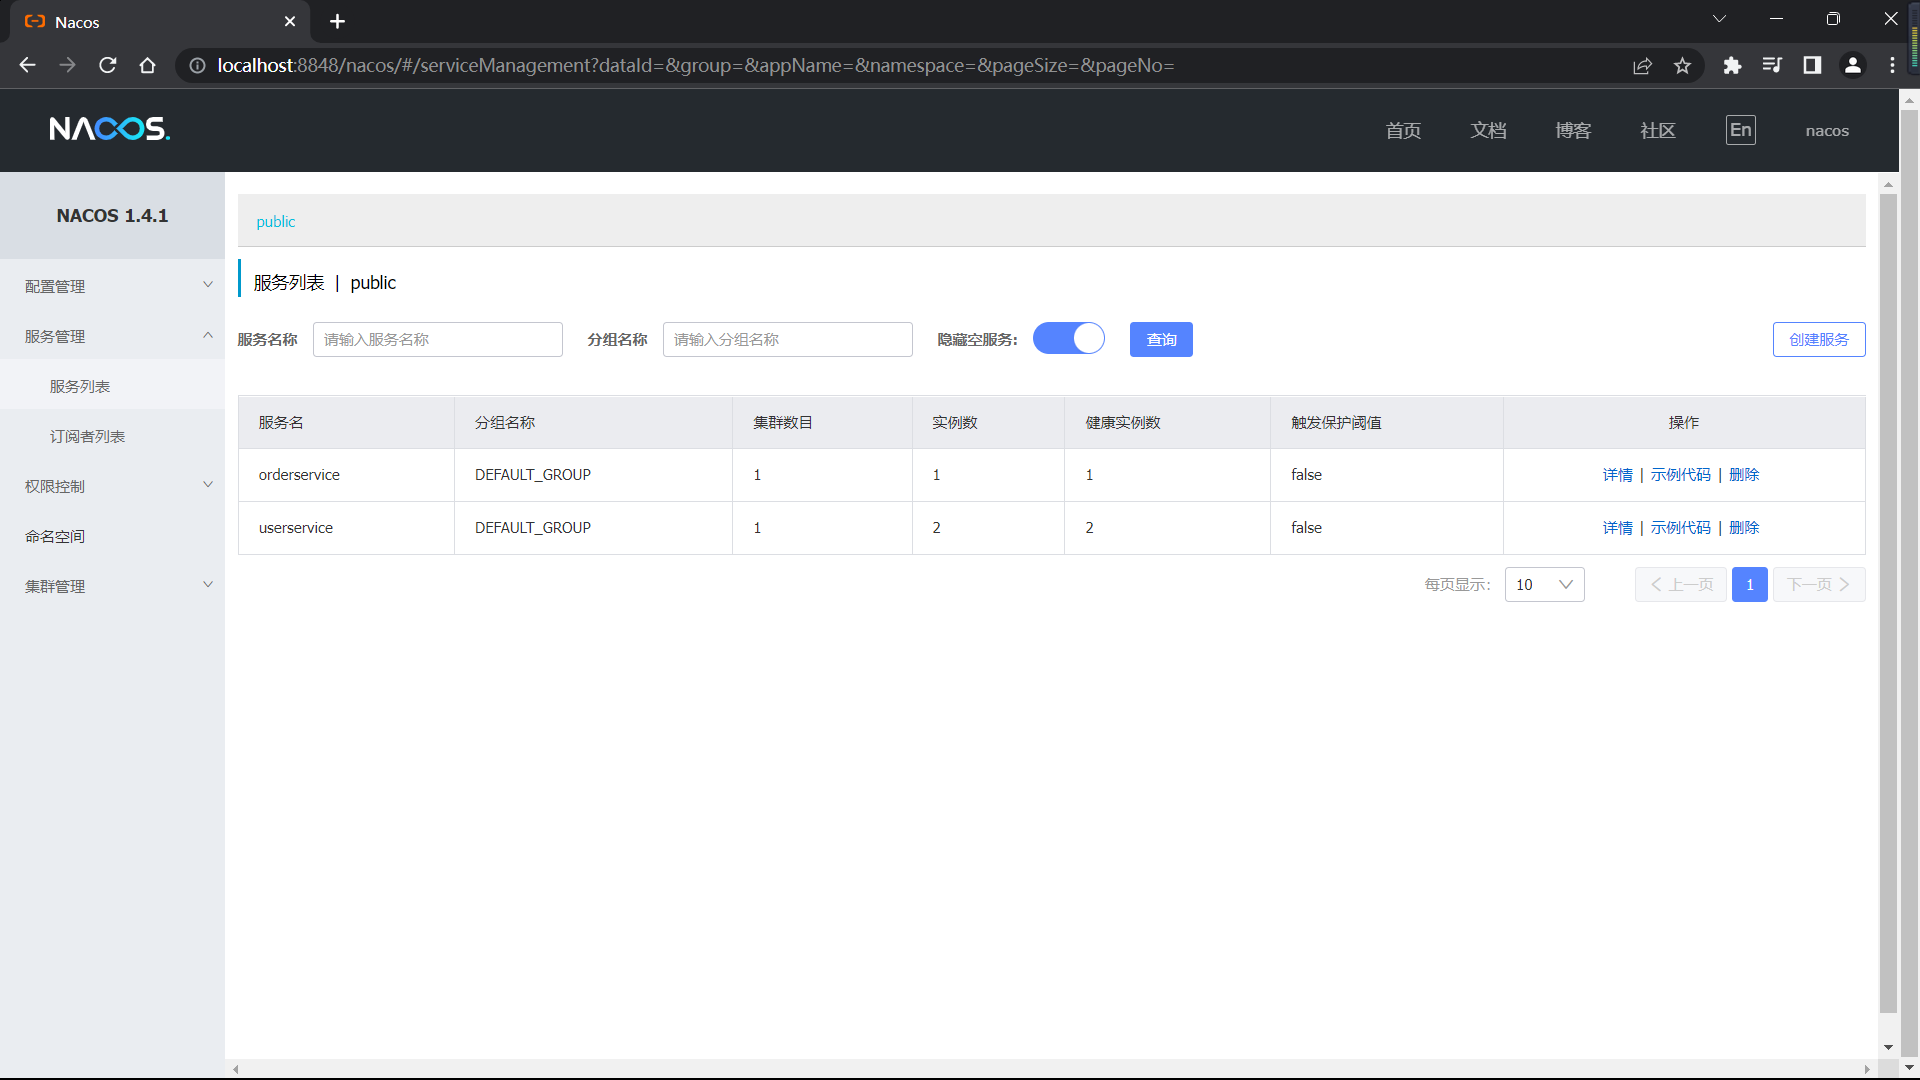 Nacos
localhost:8848/nacos/#/serviceManagement?dataId=&group=&appName=&namespace=&pageSize=&pageNo=
NACOS.
首页 文档 博客 社区 En nacos
NACOS 1.4.1
配置管理
服务管理
服务列表
订阅者列表
权限控制
命名空间
集群管理
public
服务列表 | public
服务名称 请输入服务名称 分组名称 请输入分组名称 隐藏空服务: 查询 创建服务
服务名 分组名称 集群数目 实例数 健康实例数 触发保护阈值 操作
orderservice DEFAULT_GROUP 1 1 1 false 详情 | 示例代码 | 删除
userservice DEFAULT_GROUP 1 2 2 false 详情 | 示例代码 | 删除
每页显示: 10 上一页 1 下一页